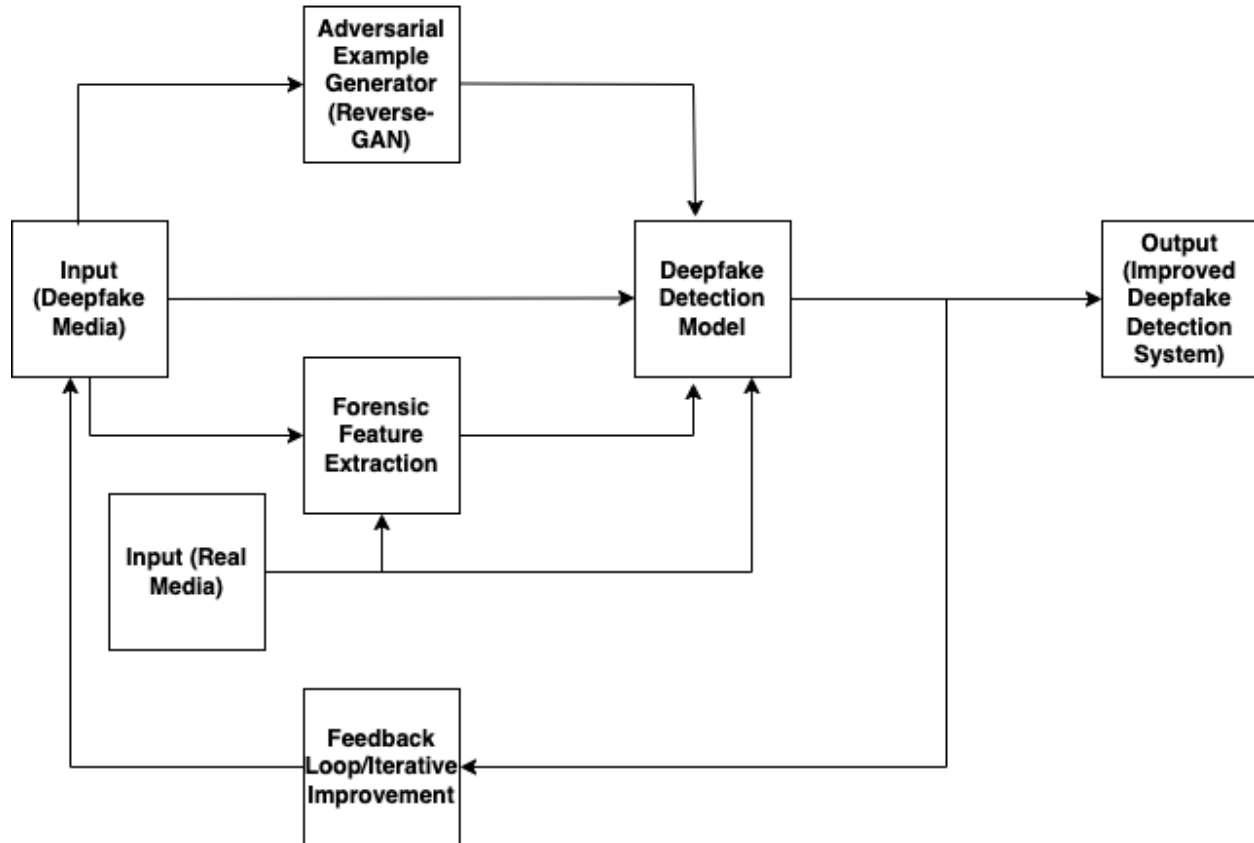 Adversarial
Example
Generator
(Reverse-
GAN)
Input
(Deepfake
Media)
Deepfake
Detection
Model
Output
(Improved
Deepfake
Detection
System)
Forensic
Feature
Extraction
Input (Real
Media)
Feedback
Loop/Iterative
Improvement